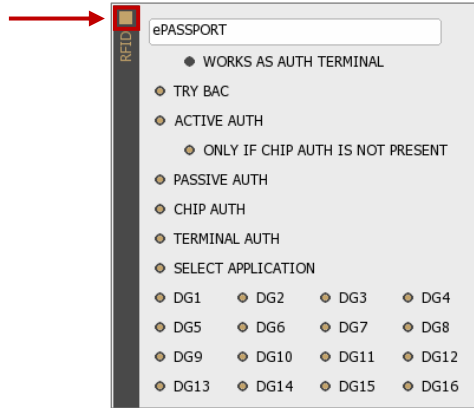 RFID
ePASSPORT
WORKS AS AUTH TERMINAL
TRY BAC
ACTIVE AUTH
ONLY IF CHIP AUTH IS NOT PRESENT
PASSIVE AUTH
CHIP AUTH
TERMINAL AUTH
SELECT APPLICATION
DG1 DG2 DG3 DG4
DG5 DG6 DG7 DG8
DG9 DG10 DG11 DG12
DG13 DG14 DG15 DG16